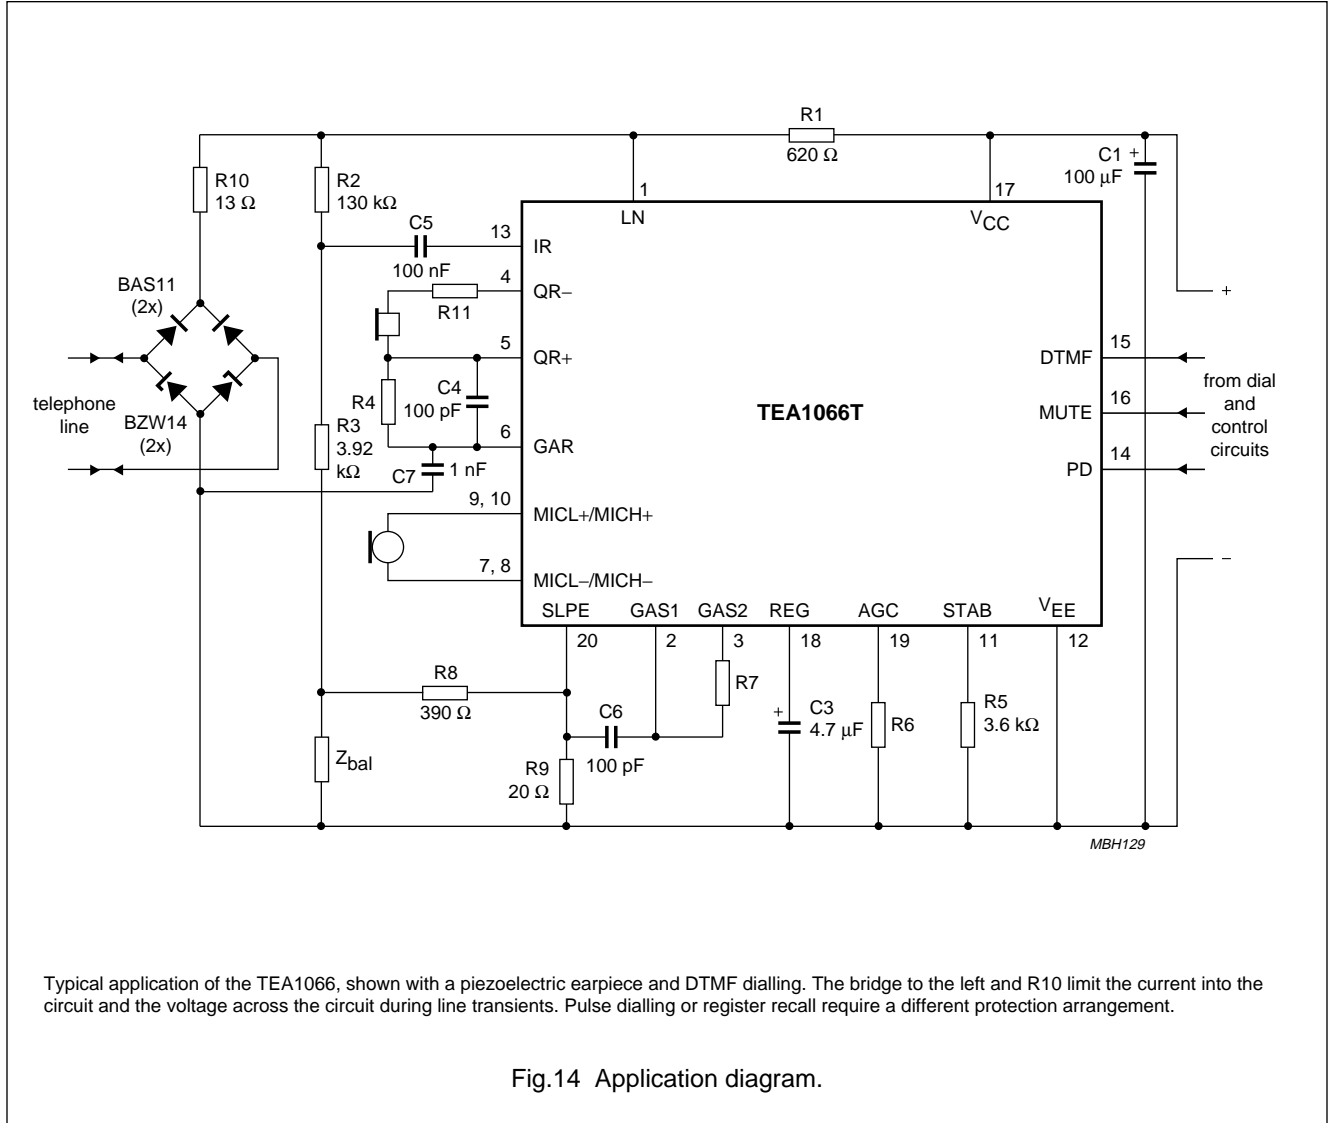 R1
620 Ω
C1 +
100 μF
R10
13 Ω
R2
130 kΩ
1
LN
17
VCC
C5
100 nF
13
IR
4
QR−
R11
+
BAS11
(2x)
5
QR+
15
DTMF
R4
C4
100 pF
telephone
line
BZW14
(2x)
16
MUTE
from dial
and
control
circuits
TEA1066T
R3
3.92
kΩ
6
GAR
14
PD
C7
1 nF
9, 10
MICL+/MICH+
7, 8
MICL−/MICH−
−
SLPE
GAS1
GAS2
REG
AGC
STAB
VEE
20
2
3
18
19
11
12
R8
390 Ω
R7
C6
100 pF
+
C3
4.7 μF
R6
R5
3.6 kΩ
Zbal
R9
20 Ω
MBH129
Typical application of the TEA1066, shown with a piezoelectric earpiece and DTMF dialling. The bridge to the left and R10 limit the current into the
circuit and the voltage across the circuit during line transients. Pulse dialling or register recall require a different protection arrangement.
Fig.14 Application diagram.